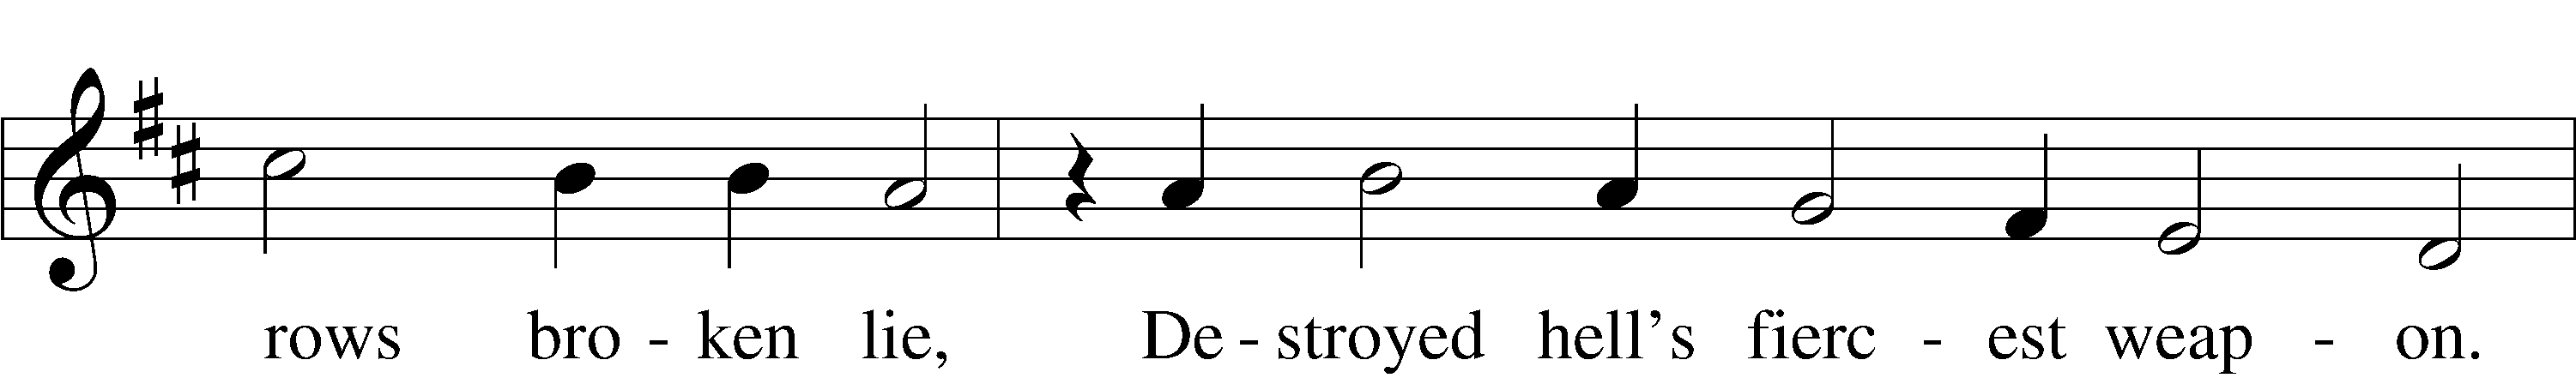 rows bro - ken lie, De - stroyed hell's fierc - est weap - on.